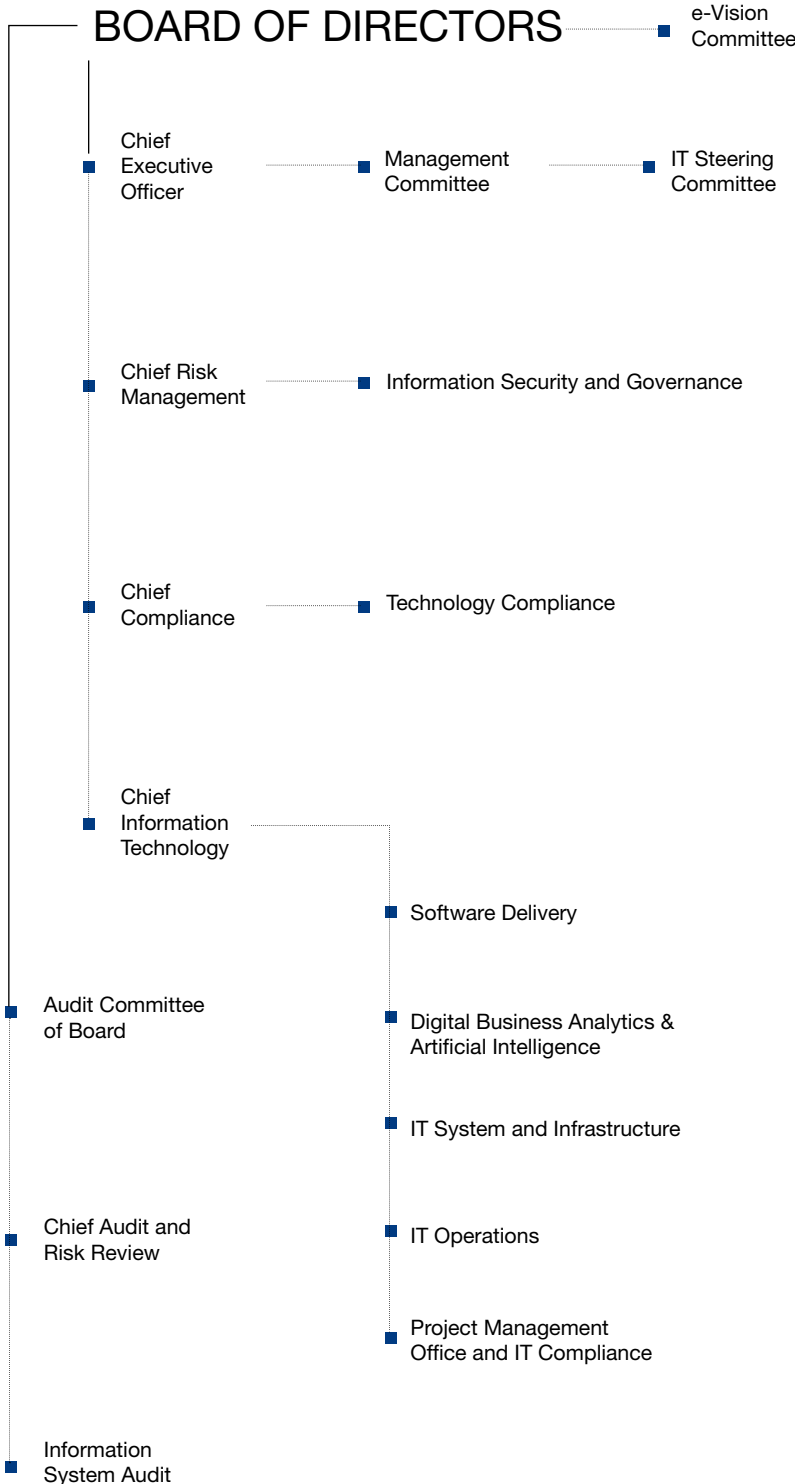 BOARD OF DIRECTORS
e-Vision
Committee
Chief
Executive
Officer
Management
Committee
IT Steering
Committee
Chief Risk
Management
Information Security and Governance
Chief
Compliance
Technology Compliance
Chief
Information
Technology
Software Delivery
Audit Committee
of Board
Digital Business Analytics &
Artificial Intelligence
IT System and Infrastructure
Chief Audit and
Risk Review
IT Operations
Project Management
Office and IT Compliance
Information
System Audit